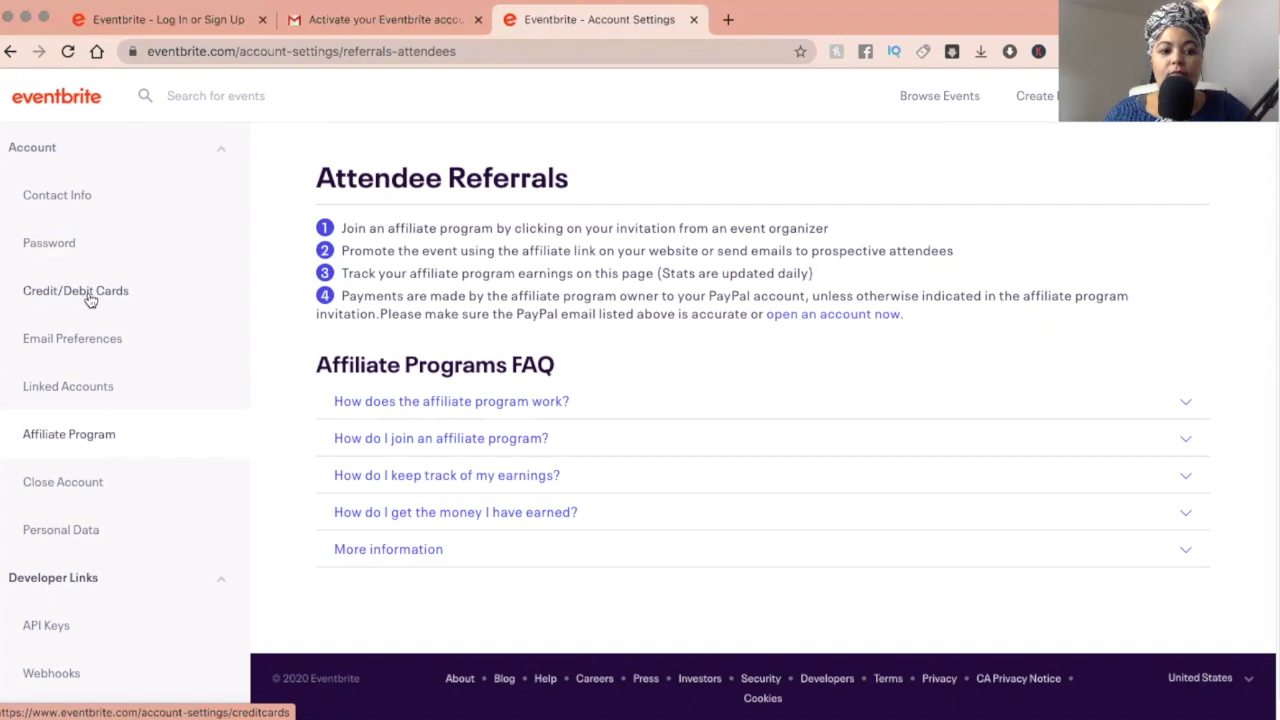 Eventbrite - Log In or Sign Up
Activate your Eventbrite accou
Eventbrite - Account Settings
eventbrite.com/account-settings/referrals-attendees
eventbrite
Search for events
Browse Events
Create
Account
Contact Info
Password
Credit/Debit Cards
Email Preferences
Linked Accounts
Affiliate Program
Close Account
Personal Data
Developer Links
API Keys
Webhooks
Attendee Referrals
1 Join an affiliate program by clicking on your invitation from an event organizer
2 Promote the event using the affiliate link on your website or send emails to prospective attendees
3 Track your affiliate program earnings on this page (Stats are updated daily)
4 Payments are made by the affiliate program owner to your PayPal account, unless otherwise indicated in the affiliate program
invitation.Please make sure the PayPal email listed above is accurate or open an account now.
Affiliate Programs FAQ
How does the affiliate program work?
How do I join an affiliate program?
How do I keep track of my earnings?
How do I get the money I have earned?
More information
© 2020 Eventbrite
About • Blog • Help • Careers • Press • Investors • Security • Developers • Terms • Privacy • CA Privacy Notice •
Cookies
United States
https://www.eventbrite.com/account-settings/creditcards